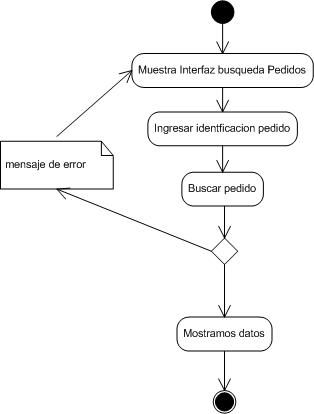 Muestra Interfaz busqueda Pedidos
Ingresar identficacion pedido
mensaje de error
Buscar pedido
Mostramos datos